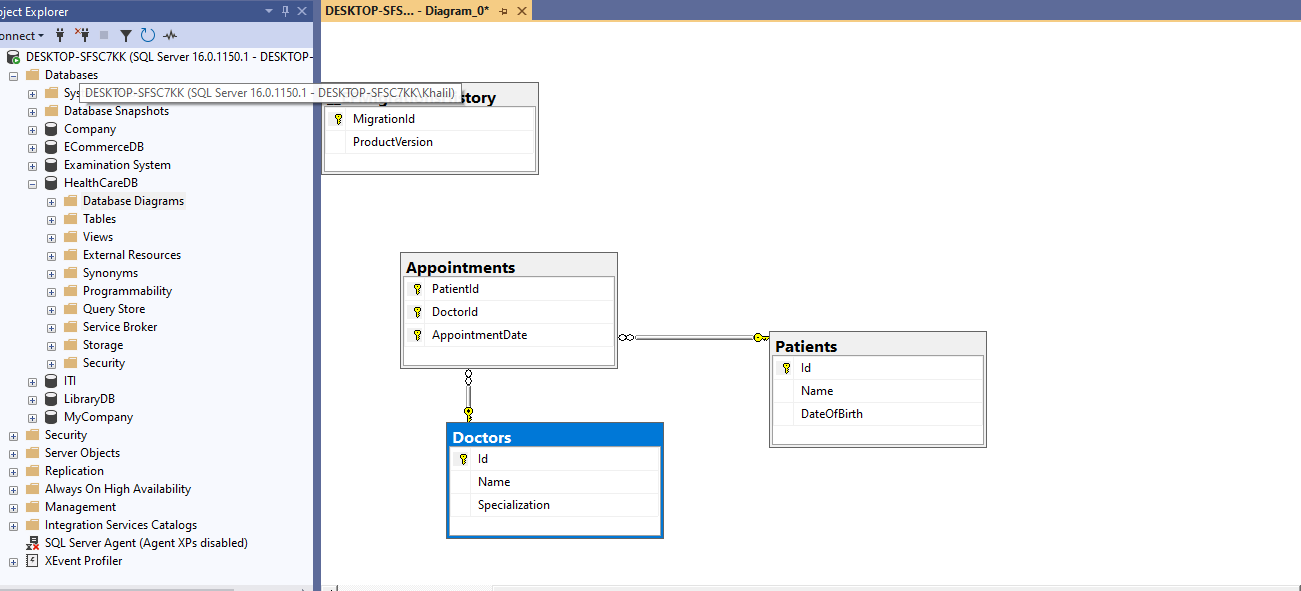 ject Explorer
DESKTOP-SFS... - Diagram_0*
onnect
DESKTOP-SFSC7KK (SQL Server 16.0.1150.1 - DESKTOP-
Databases
Sys
DESKTOP-SFSC7KK (SQL Server 16.0.1150.1 - DESKTOP-SFSC7KK\Khalil)
Database Snapshots
Company
ECommerceDB
Examination System
HealthCareDB
Database Diagrams
Tables
Views
External Resources
Synonyms
Programmability
Query Store
Service Broker
Storage
Security
ITI
LibraryDB
MyCompany
Security
Server Objects
Replication
Always On High Availability
Management
Integration Services Catalogs
SQL Server Agent (Agent XPs disabled)
XEvent Profiler
story
MigrationId
ProductVersion
Appointments
PatientId
DoctorId
AppointmentDate
Patients
Id
Name
DateOfBirth
Doctors
Id
Name
Specialization